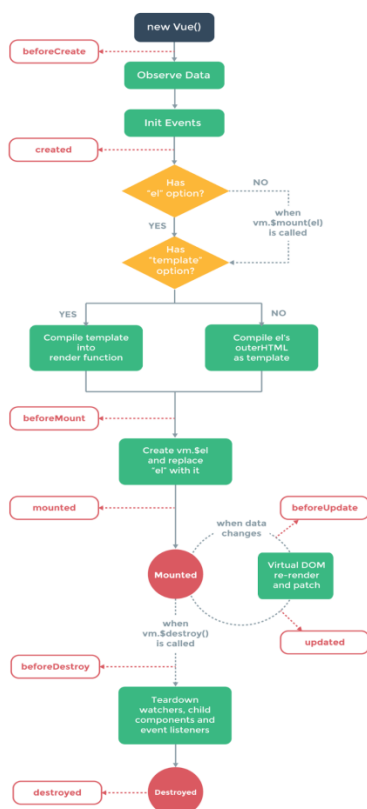 new Vue()
beforeCreate
Observe Data
Init Events
created
Has
"el" option?
NO
when
vm.$mount(el)
is called
YES
Has
"template"
option?
YES
NO
Compile template
into
render function
Compile el's
outerHTML
as template
beforeMount
Create vm.$el
and replace
"el" with it
mounted
beforeUpdate
when data
changes
Mounted
Virtual DOM
re-render
and patch
when
vm.$destroy()
is called
updated
beforeDestroy
Teardown
watchers, child
components and
event listeners
destroyed
Destroyed